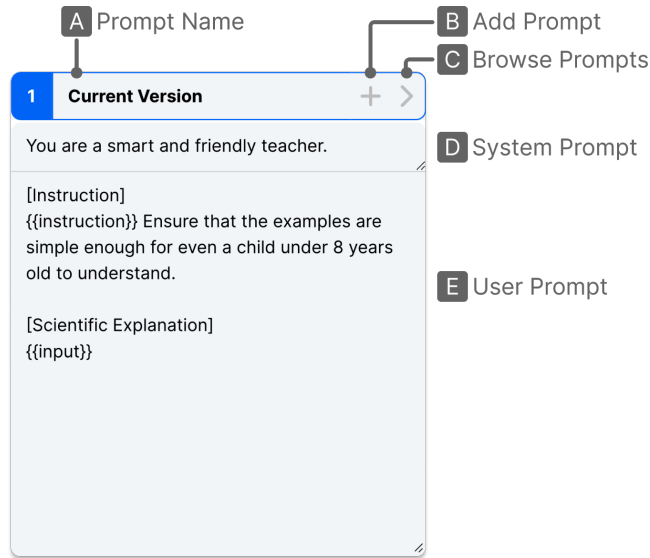 A Prompt Name
B Add Prompt
C Browse Prompts
1 Current Version + >
You are a smart and friendly teacher.
D System Prompt
[Instruction]
{{instruction}} Ensure that the examples are
simple enough for even a child under 8 years
old to understand.
E User Prompt
[Scientific Explanation]
{{input}}